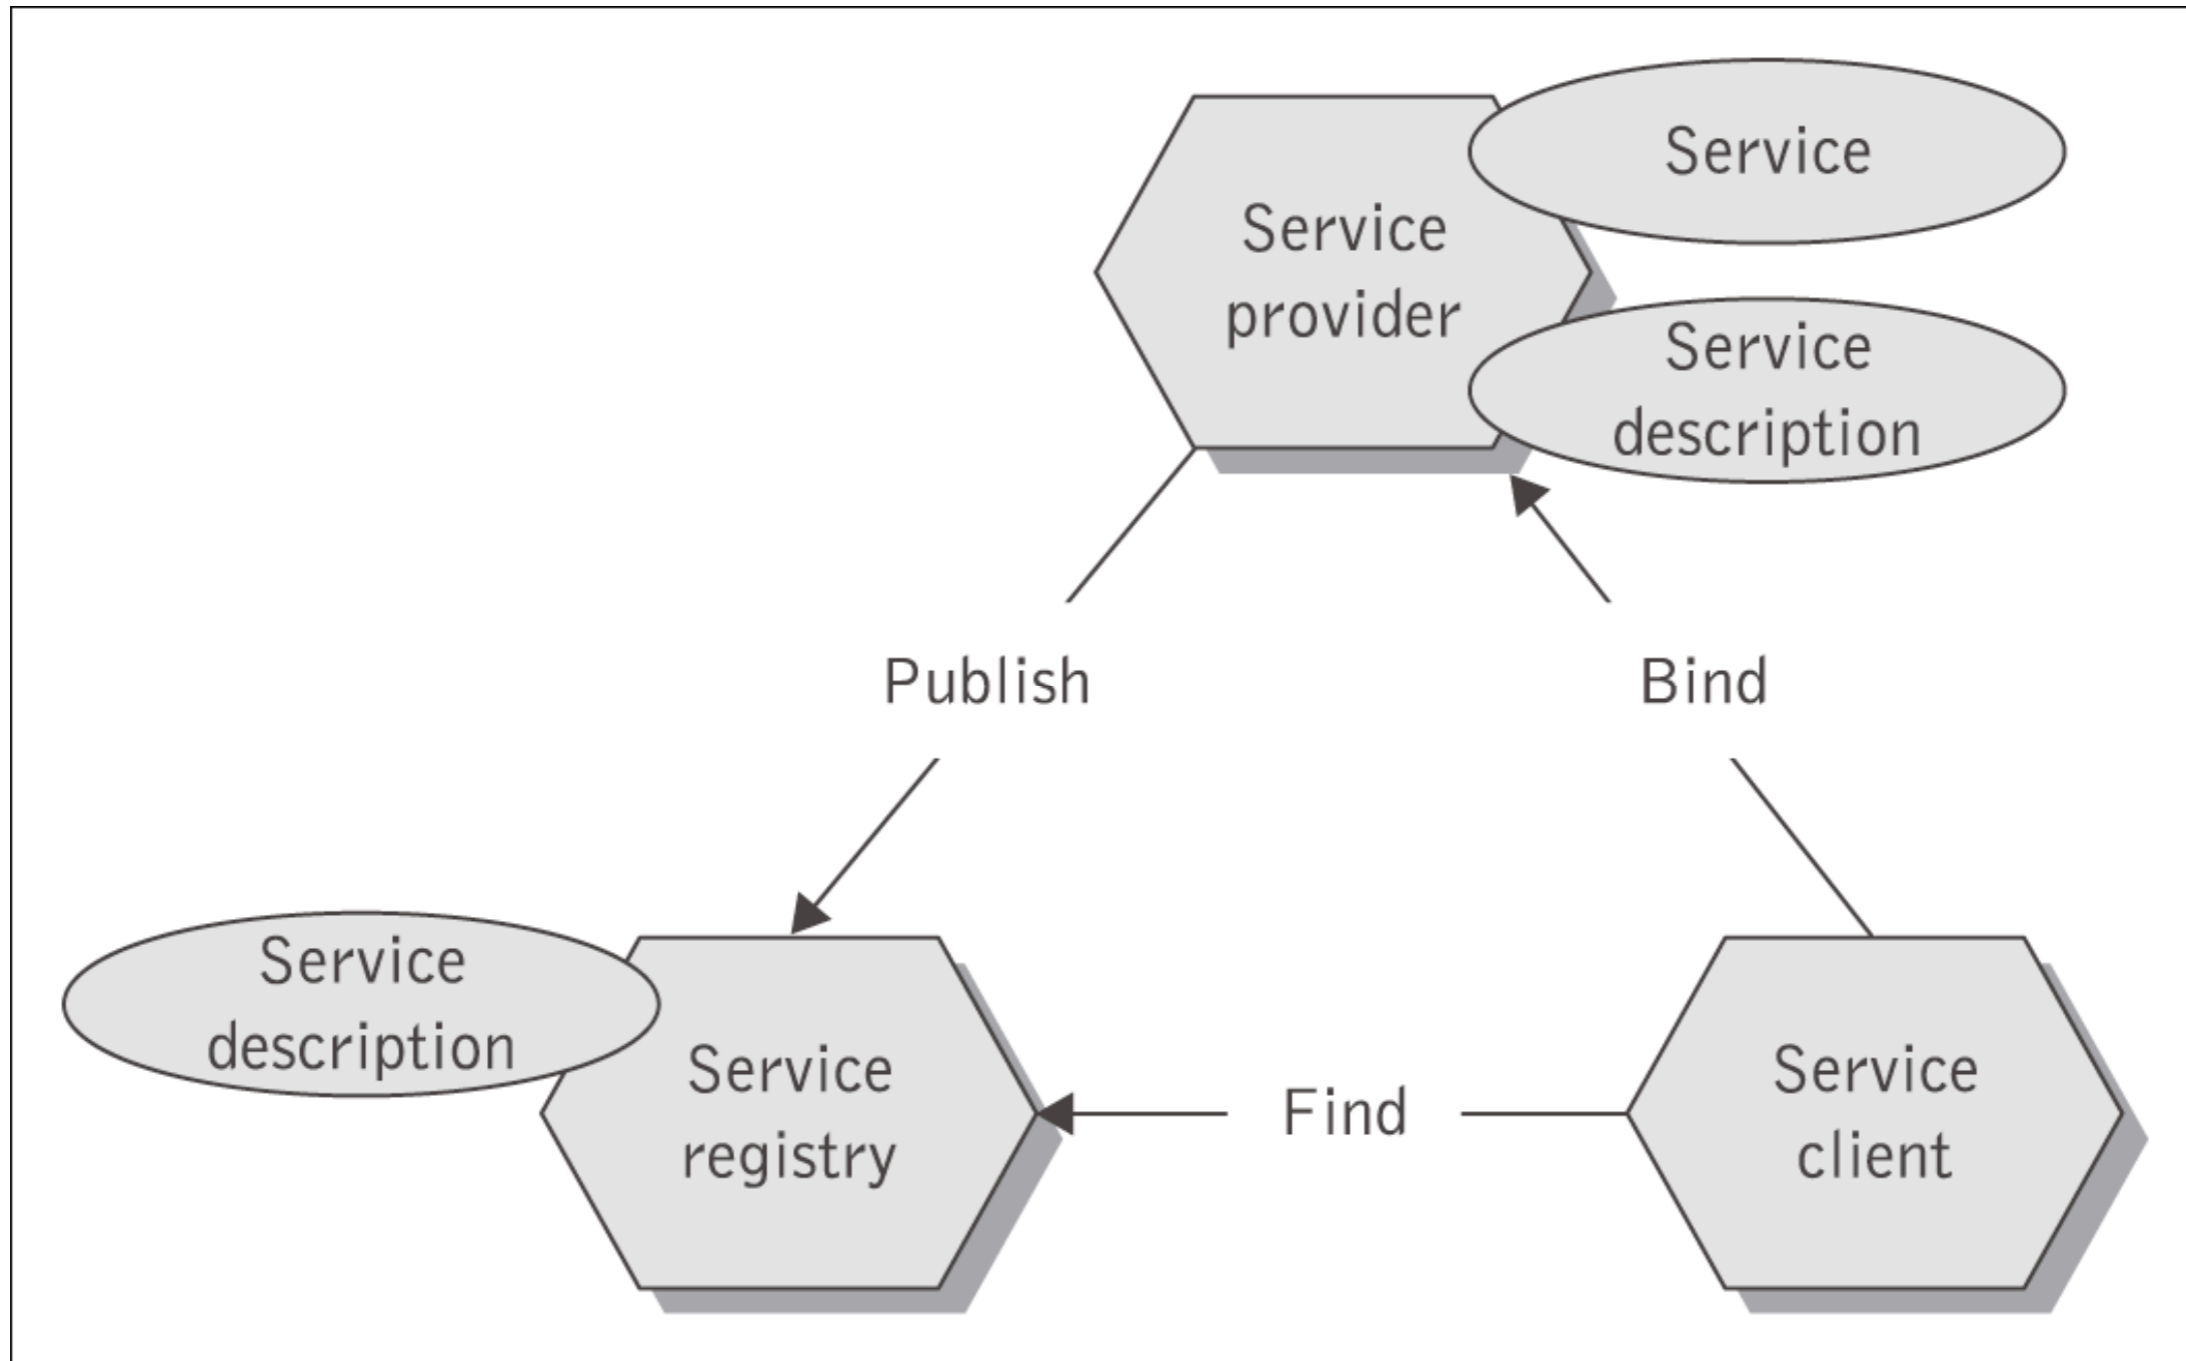 Service
Service
provider
Service
description
Publish
Bind
Service
description
Service
registry
Find
Service
client